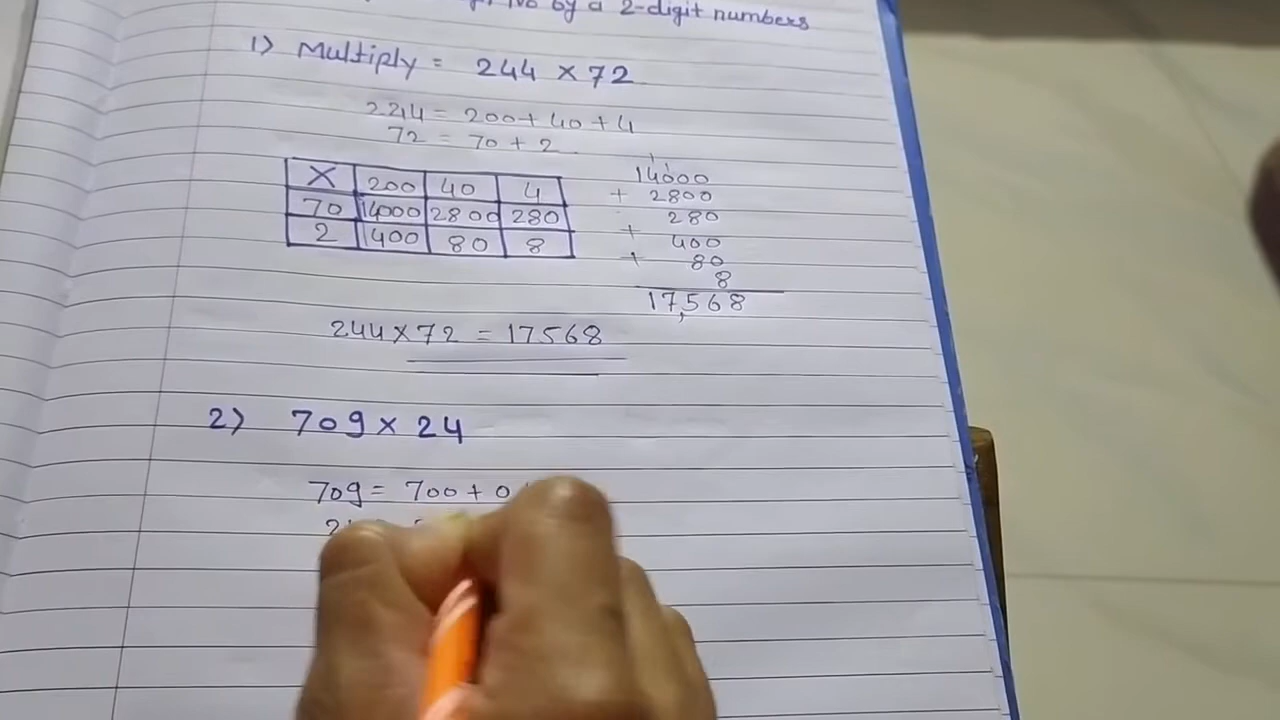 by a 2-digit numbers
1) Multiply = 244 × 72
244 = 200 + 40 + 4
72 = 70 + 2
X 200 40 4
70 14000 2800 280
2 400 80 8
14000
+ 2800
280
+ 400
+ 80
8
17,568
244 × 72 = 17568
2) 709 × 24
709 = 700 + 0